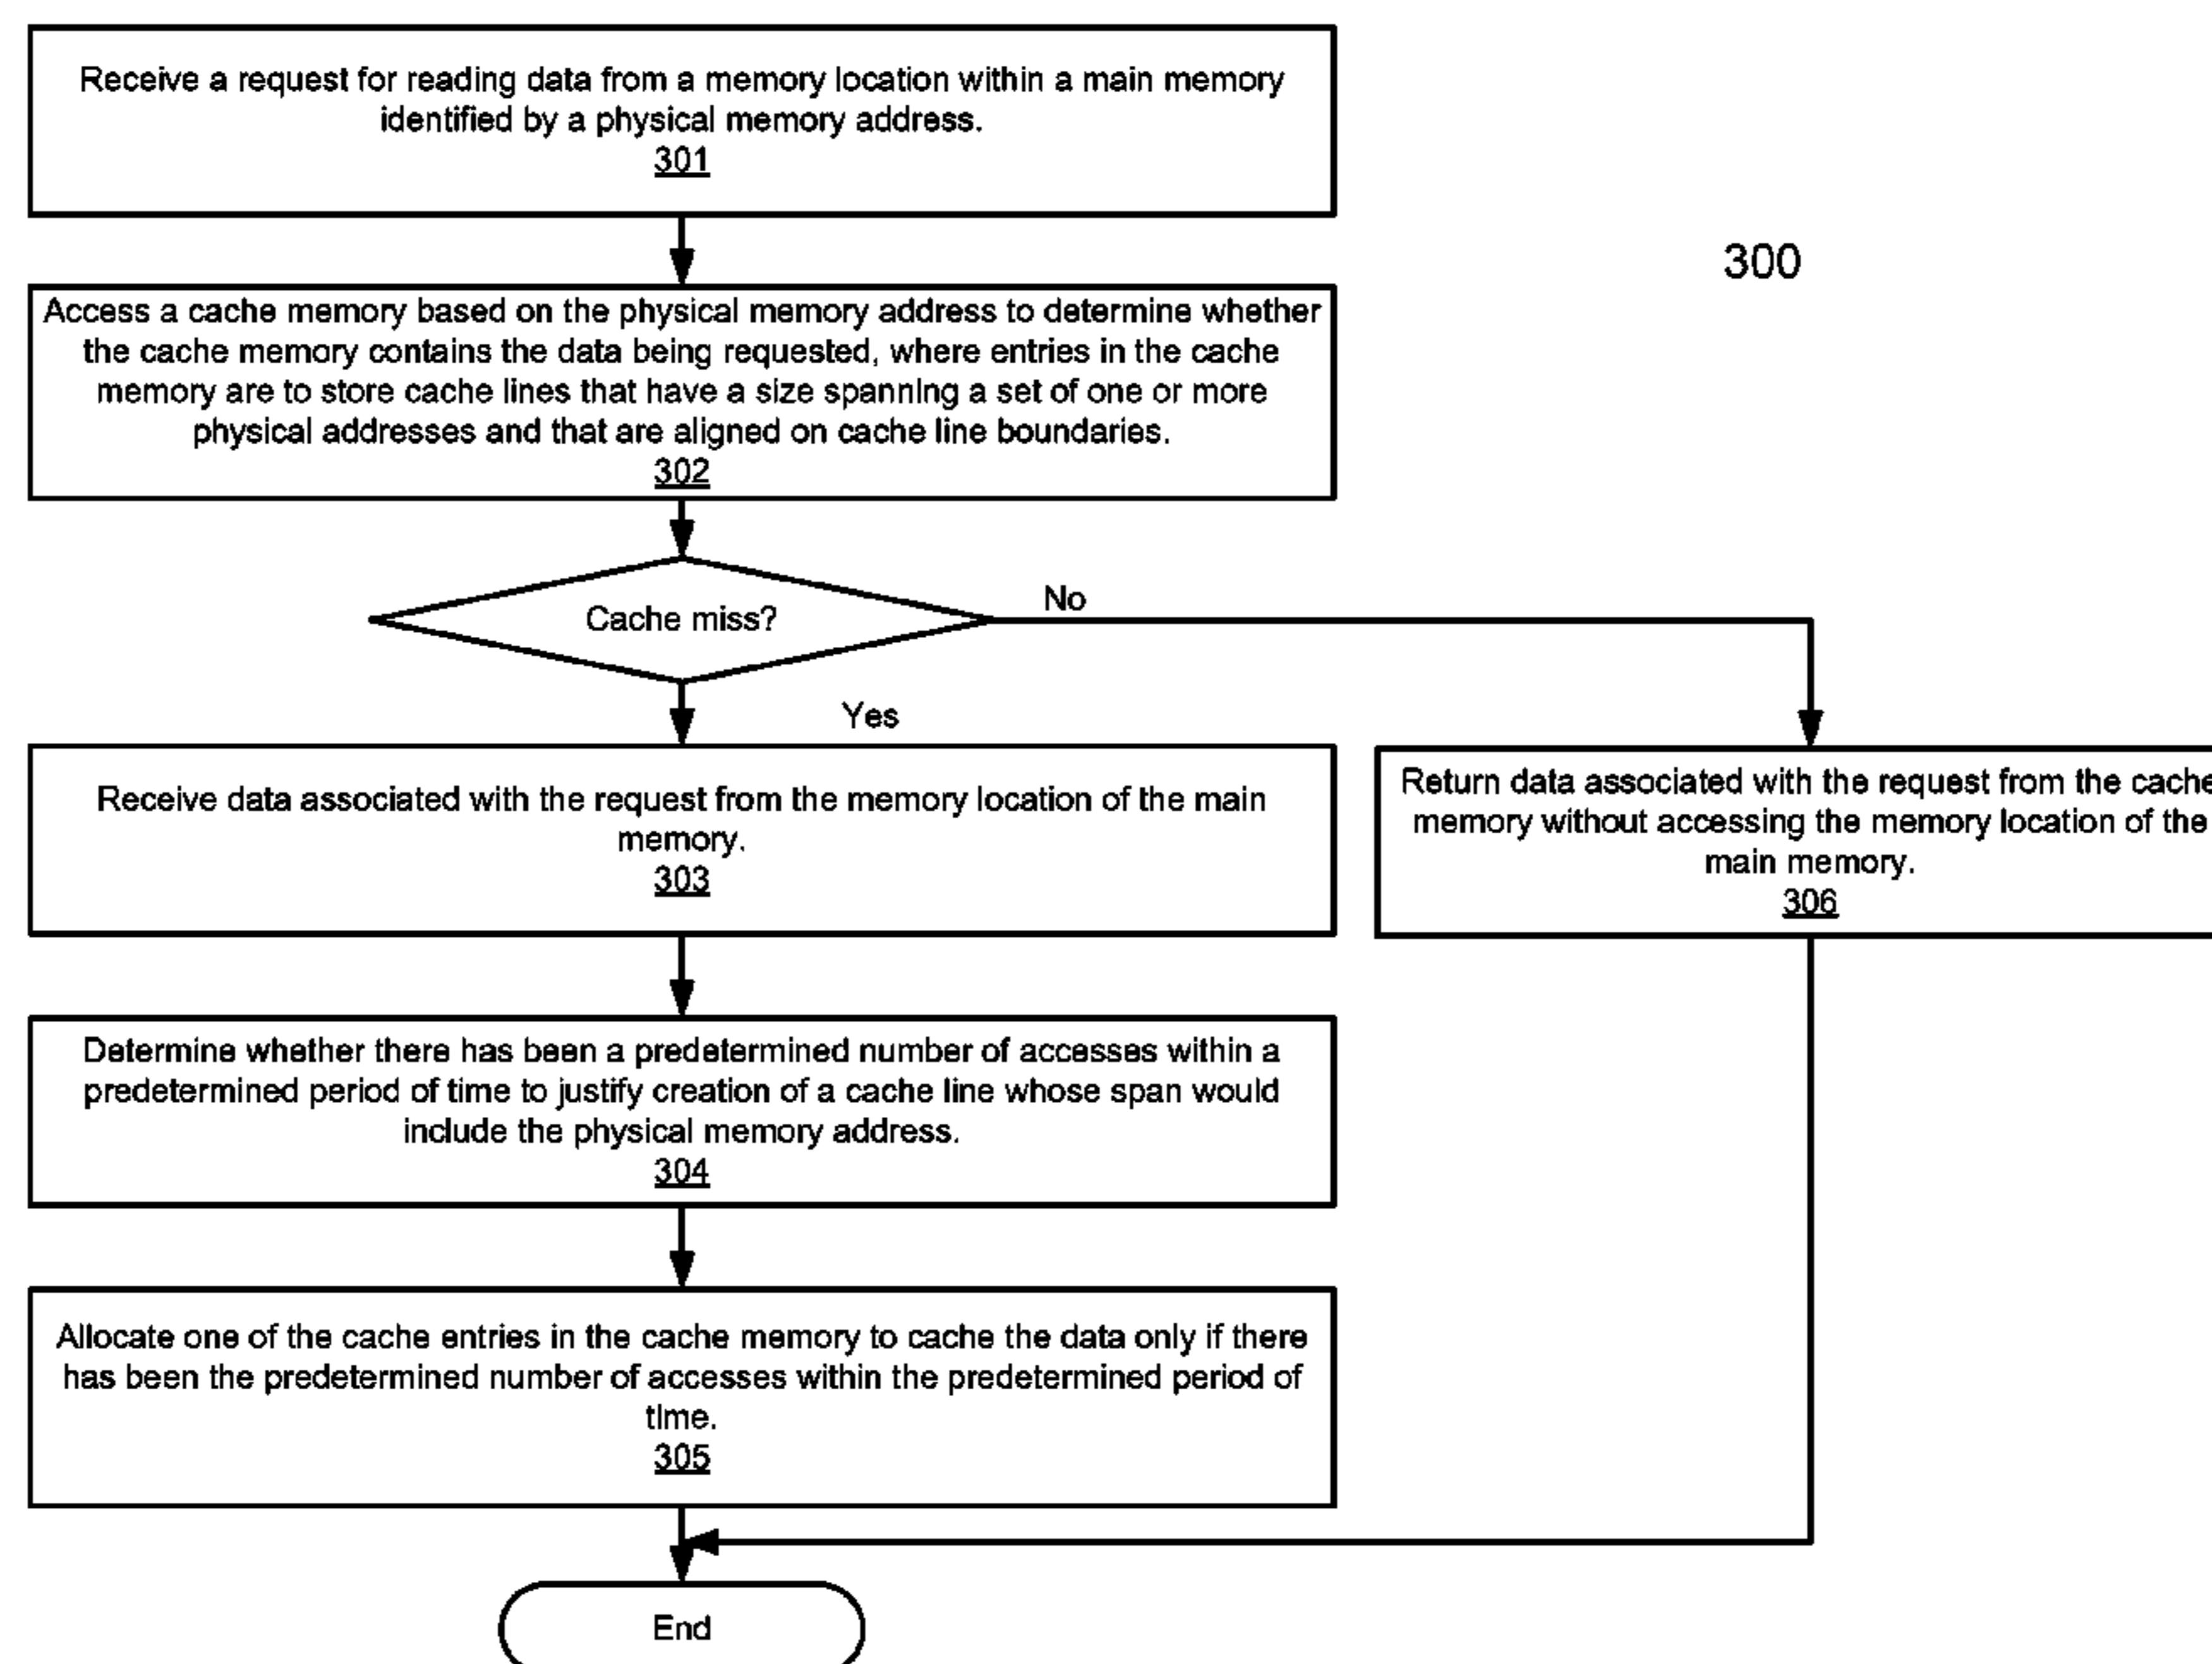 Receive a request for reading data from a memory location within a main memory
identified by a physical memory address.
301
300
Access a cache memory based on the physical memory address to determine whether
the cache memory contains the data being requested, where entries in the cache
memory are to store cache lines that have a size spanning a set of one or more
physical addresses and that are aligned on cache line boundaries.
302
Cache miss?
No
Yes
Receive data associated with the request from the memory location of the main
memory.
303
Return data associated with the request from the cache
memory without accessing the memory location of the
main memory.
306
Determine whether there has been a predetermined number of accesses within a
predetermined period of time to justify creation of a cache line whose span would
include the physical memory address.
304
Allocate one of the cache entries in the cache memory to cache the data only if there
has been the predetermined number of accesses within the predetermined period of
time.
305
End